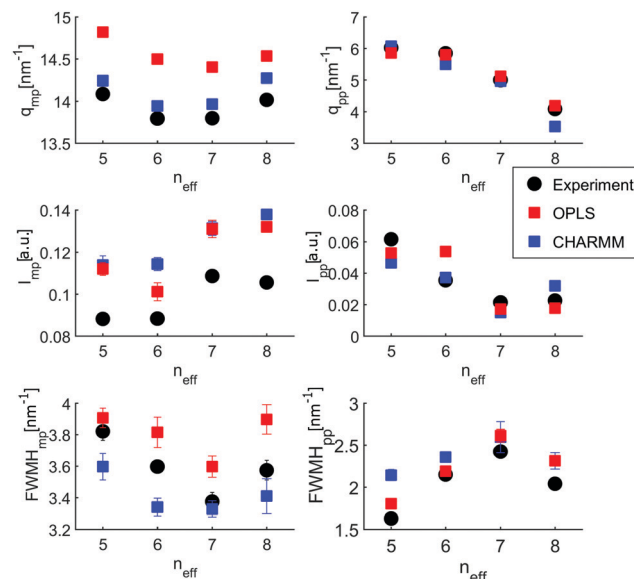 15
14.5
14
13.5
q_mp[nm⁻¹]
5 6 7 8
n_eff
7
6
5
4
3
q_pp[nm⁻¹]
5 6 7 8
n_eff
Experiment
OPLS
CHARMM
0.14
0.12
0.1
0.08
I_mp[a.u.]
5 6 7 8
n_eff
0.08
0.06
0.04
0.02
0
I_pp[a.u.]
5 6 7 8
n_eff
4
3.8
3.6
3.4
3.2
FWMH_mp[nm⁻¹]
5 6 7 8
n_eff
3
2.5
2
1.5
FWMH_pp[nm⁻¹]
5 6 7 8
n_eff